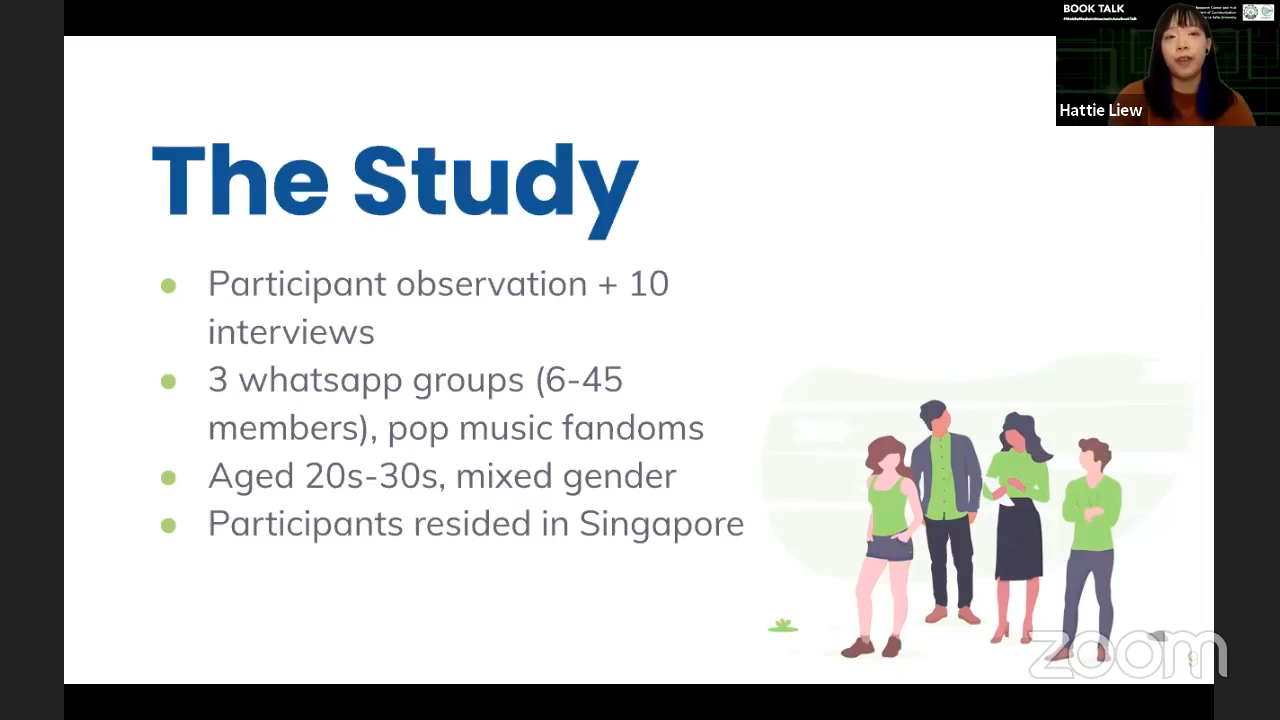 BOOK TALK
Hattie Liew
The Study
Participant observation + 10
interviews
3 whatsapp groups (6-45
members), pop music fandoms
Aged 20s-30s, mixed gender
Participants resided in Singapore
zoom
9